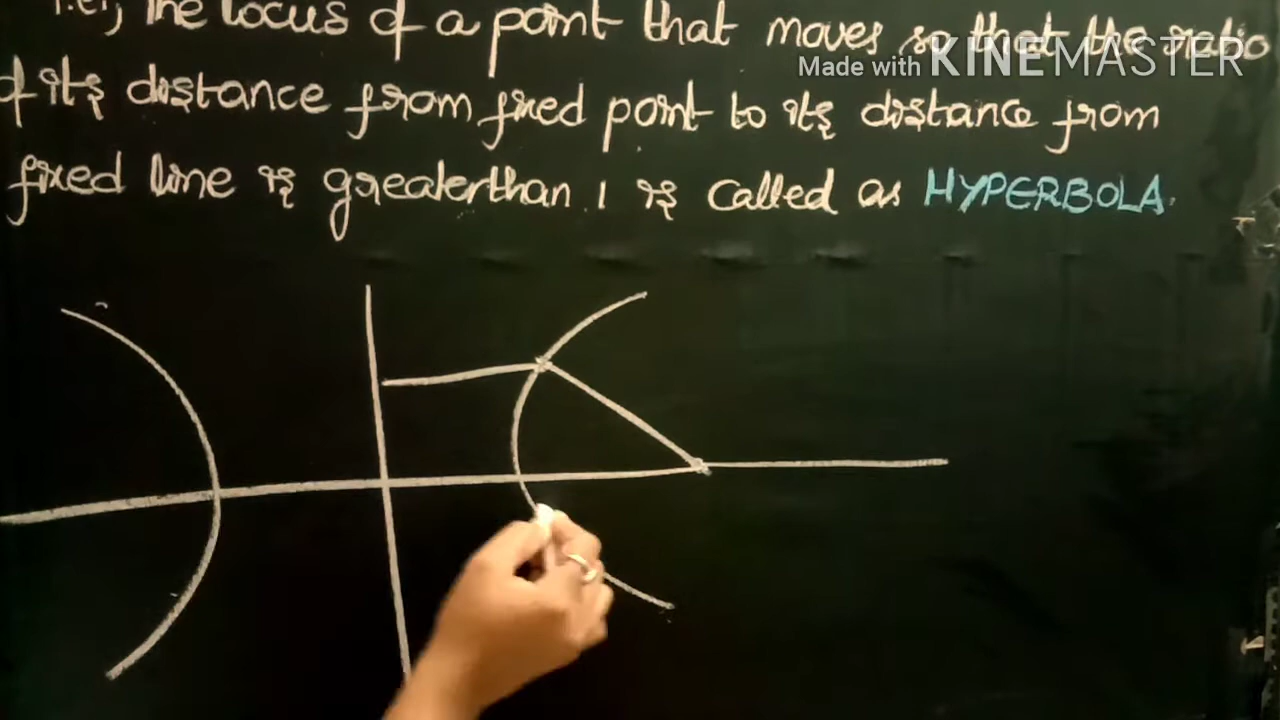 i.e., The locus of a point that moves so that the ratio
of its distance from fixed point to its distance from
fixed line is greaterthan 1 is called as HYPERBOLA.
Made with KINEMASTER